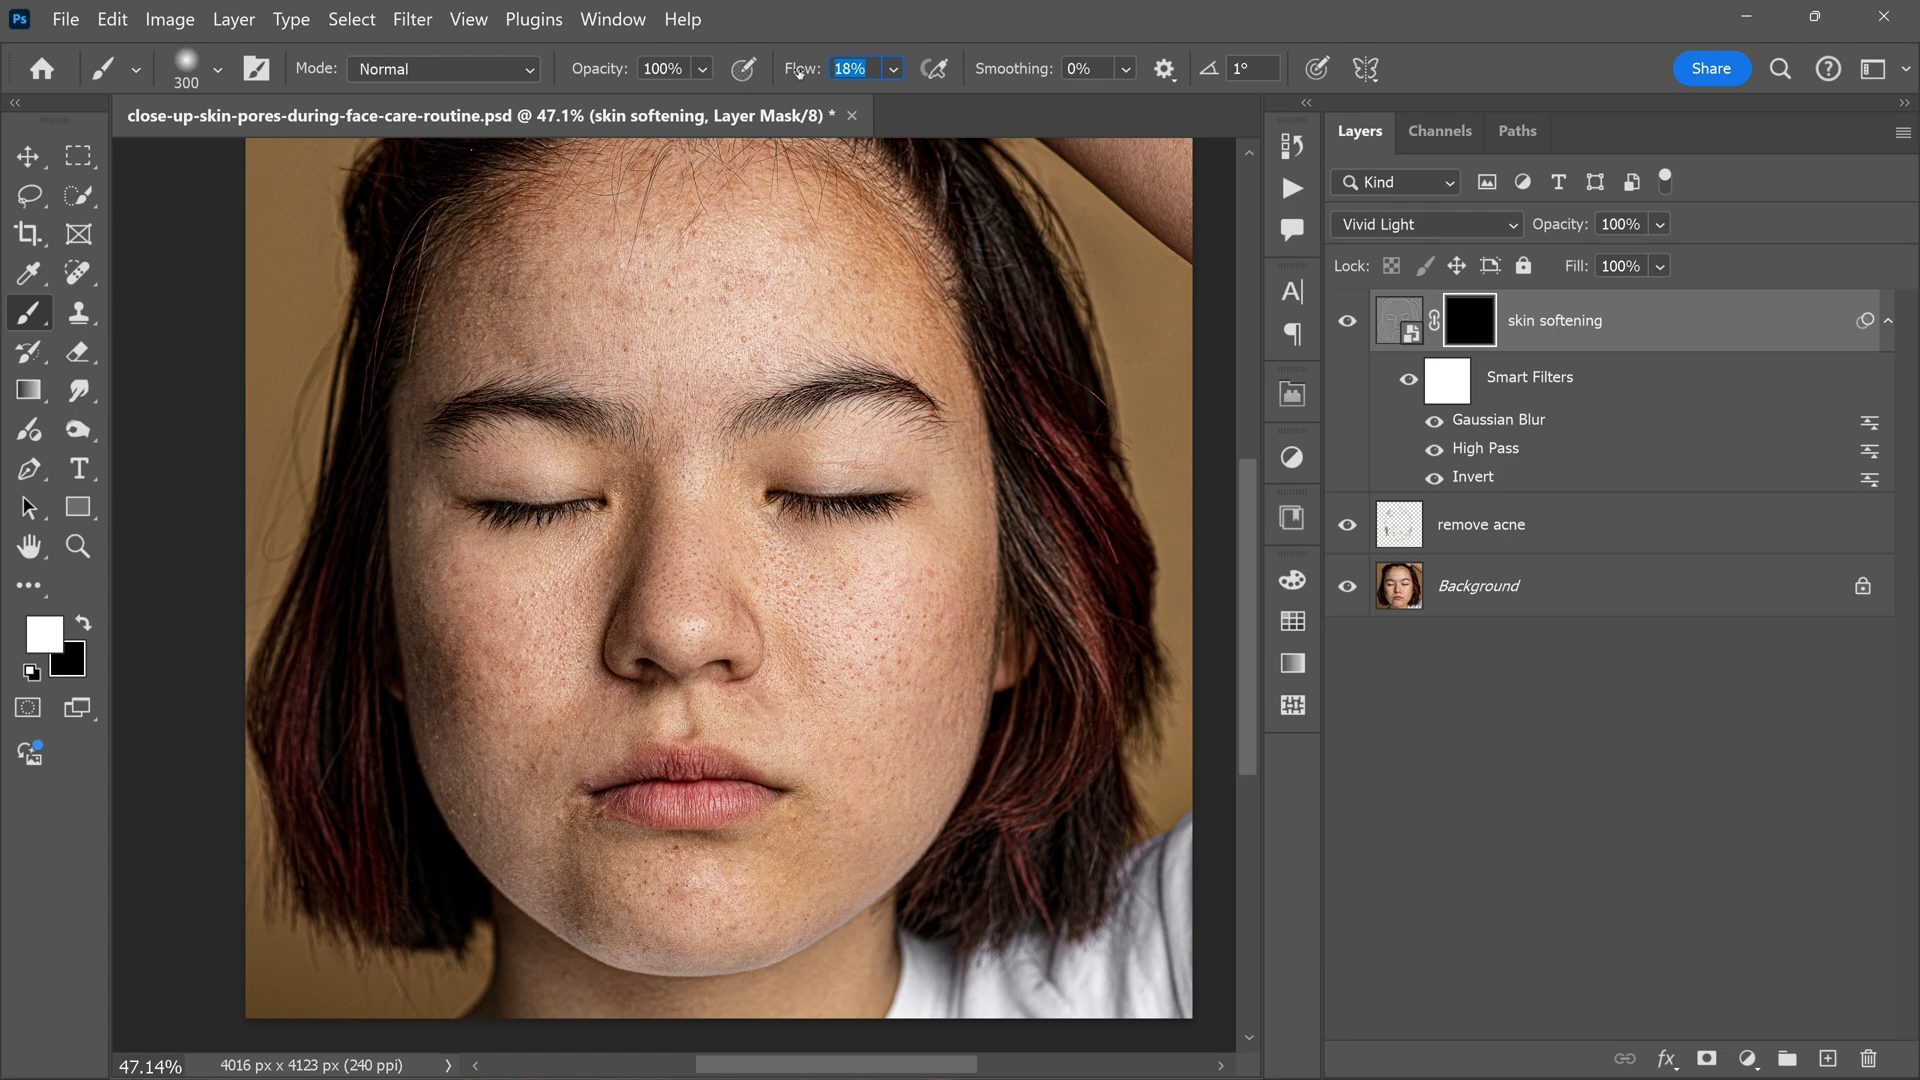 Ps File Edit Image Layer Type Select Filter View Plugins Window Help
300 Mode: Normal Opacity: 100% Flow: 18% Smoothing: 0% 1° Share
close-up-skin-pores-during-face-care-routine.psd @ 47.1% (skin softening, Layer Mask/8) *
Layers Channels Paths
Kind
Vivid Light Opacity: 100%
Lock: Fill: 100%
skin softening
Smart Filters
Gaussian Blur
High Pass
Invert
remove acne
Background
47.14% 4016 px x 4123 px (240 ppi)